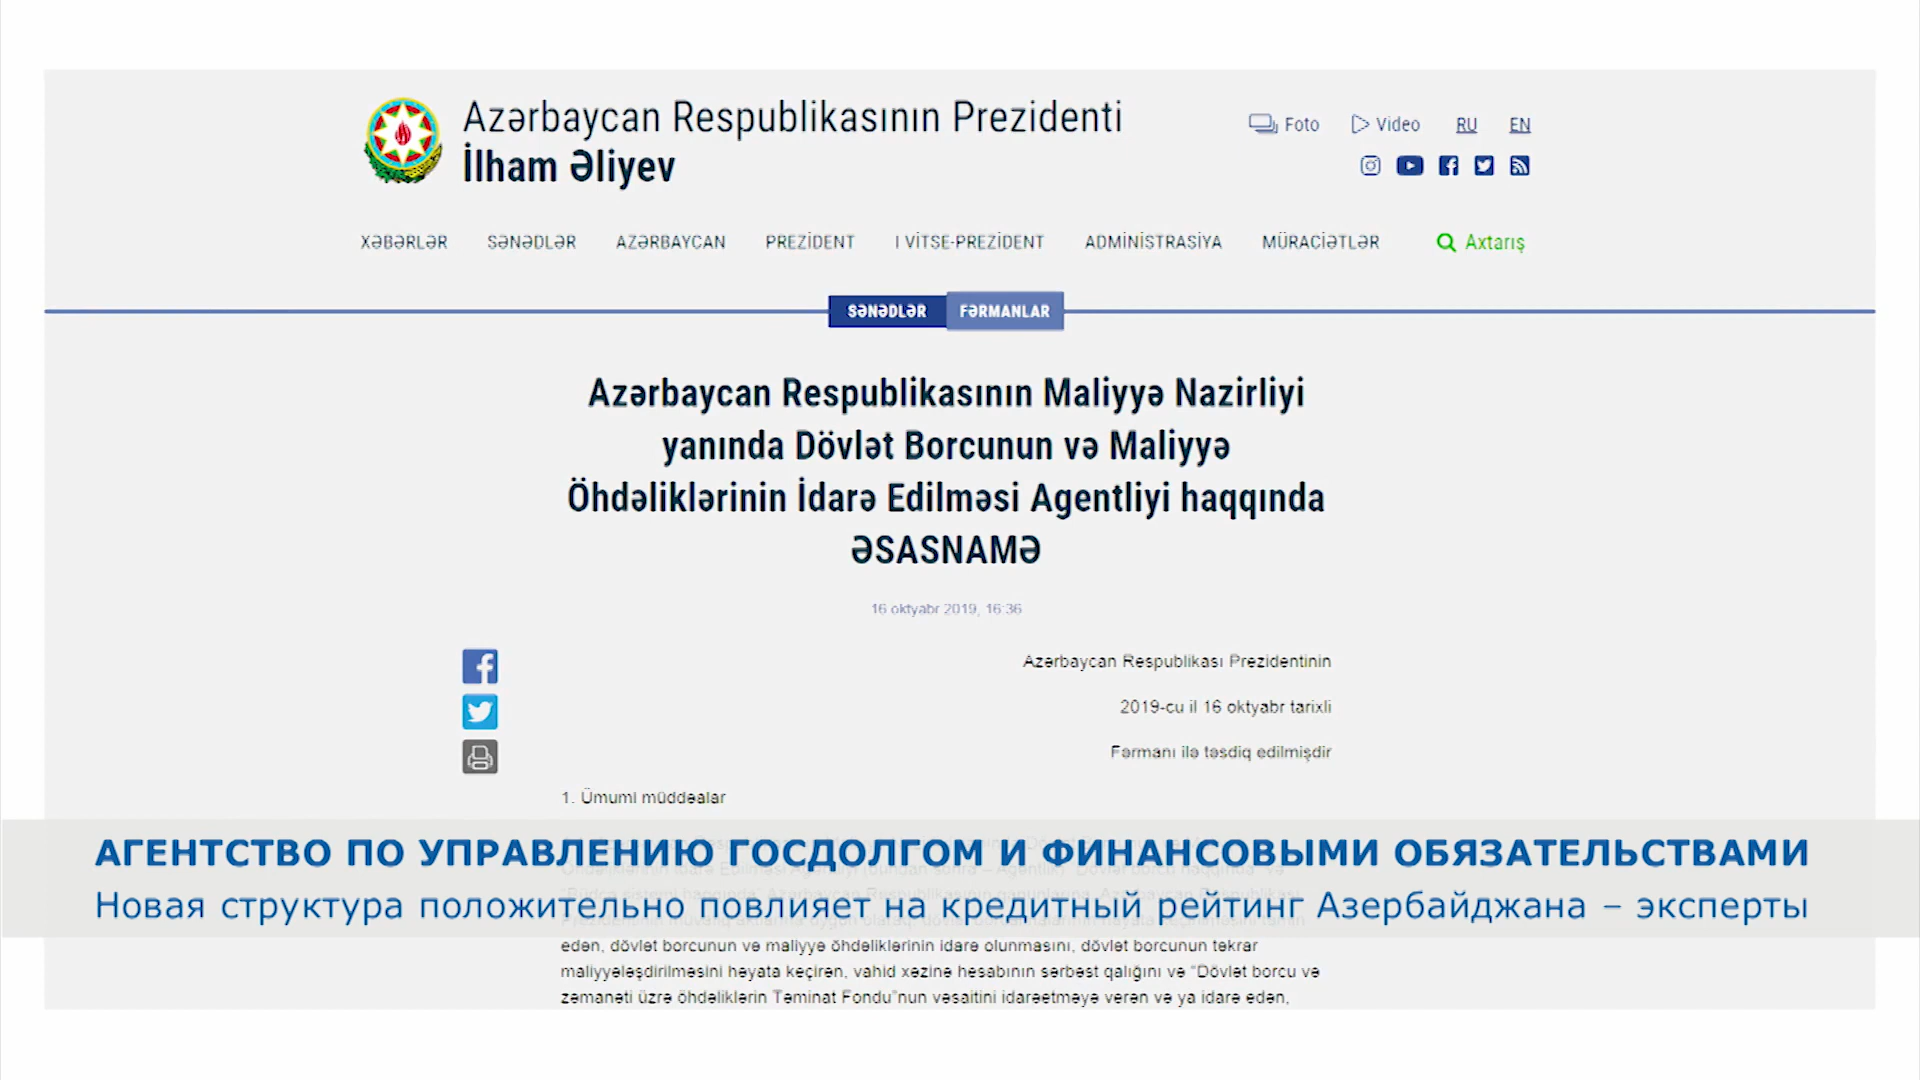 Azərbaycan Respublikasının Prezidenti
İlham Əliyev
Foto Video RU EN
XƏBƏRLƏR SƏNƏDLƏR AZƏRBAYCAN PREZİDENT I VİTSE-PREZİDENT ADMİNİSTRASİYA MÜRACİƏTLƏR Axtarış
SƏNƏDLƏR FƏRMANLAR
Azərbaycan Respublikasının Maliyyə Nazirliyi
yanında Dövlət Borcunun və Maliyyə
Öhdəliklərinin İdarə Edilməsi Agentliyi haqqında
ƏSASNAMƏ
16 oktyabr 2019, 16:36
Azərbaycan Respublikası Prezidentinin
2019-cu il 16 oktyabr tarixli
Fərmanı ilə təsdiq edilmişdir
1. Ümumi müddəalar
АГЕНТСТВО ПО УПРАВЛЕНИЮ ГОСДОЛГОМ И ФИНАНСОВЫМИ ОБЯЗАТЕЛЬСТВАМИ
Новая структура положительно повлияет на кредитный рейтинг Азербайджана – эксперты
edən, dövlət borcunun və maliyyə öhdəliklərinin idarə olunmasını, dövlət borcunun təkrar
maliyyələşdirilməsini həyata keçirən, vahid xəzinə hesabının sərbəst qalığını və “Dövlət borcu və
zəmanəti üzrə öhdəliklərin Təminat Fondu”nun vəsaitini idarəetməyə verən və ya idarə edən,